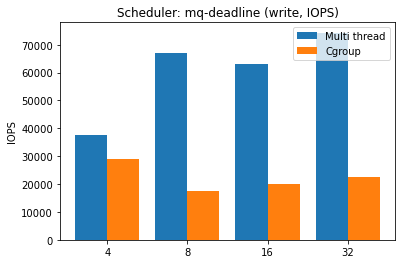 Scheduler: mq-deadline (write, IOPS)
Multi thread
Cgroup
IOPS
70000
60000
50000
40000
30000
20000
10000
0
4 8 16 32